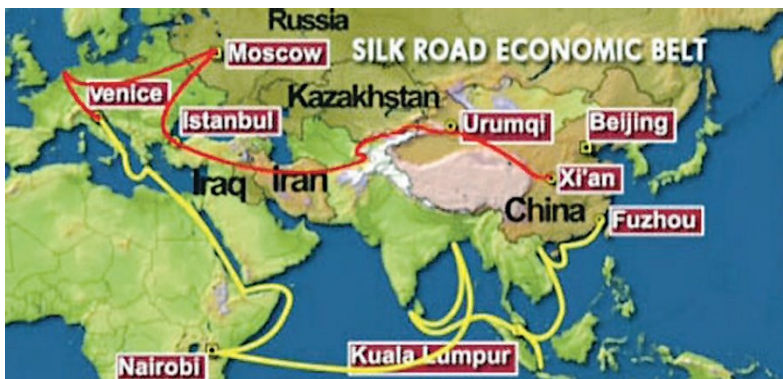 Russia
Moscow
SILK ROAD ECONOMIC BELT
Venice
Kazakhstan
Istanbul
Urumqi
Beijing
Iraq
Iran
Xi'an
China
Fuzhou
Nairobi
Kuala Lumpur